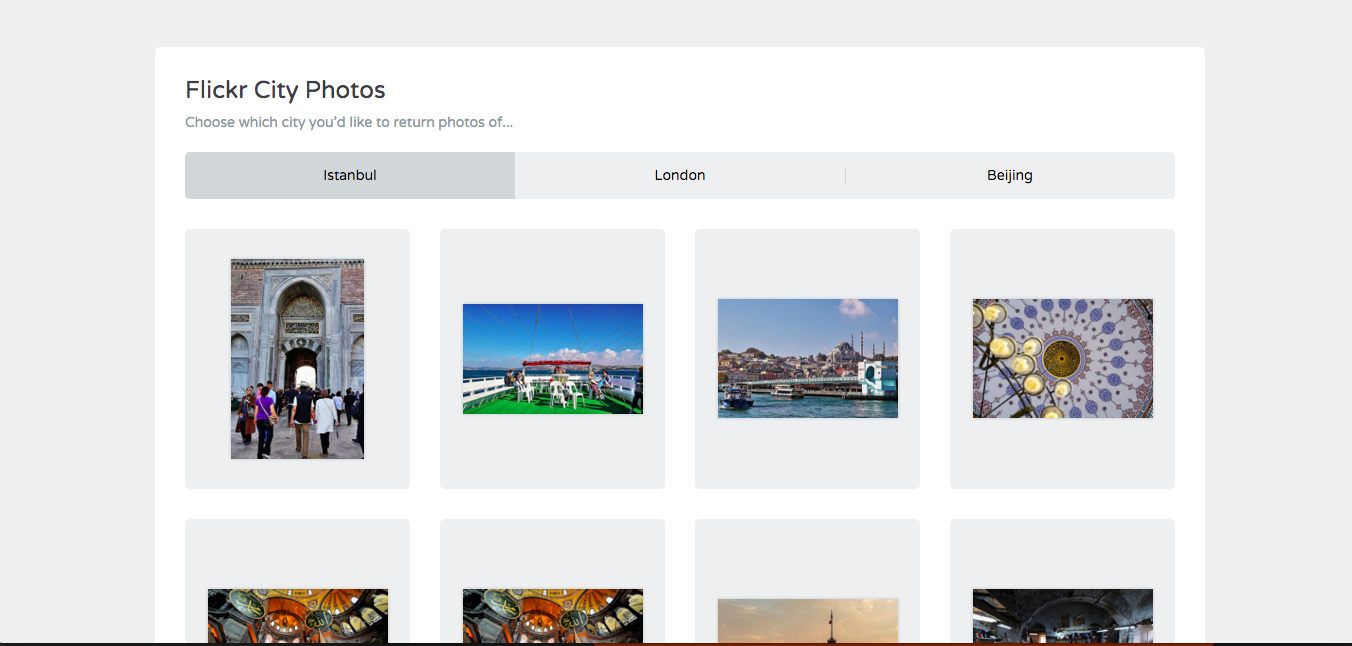 Flickr City Photos
Choose which city you'd like to return photos of...
Istanbul
London
Beijing